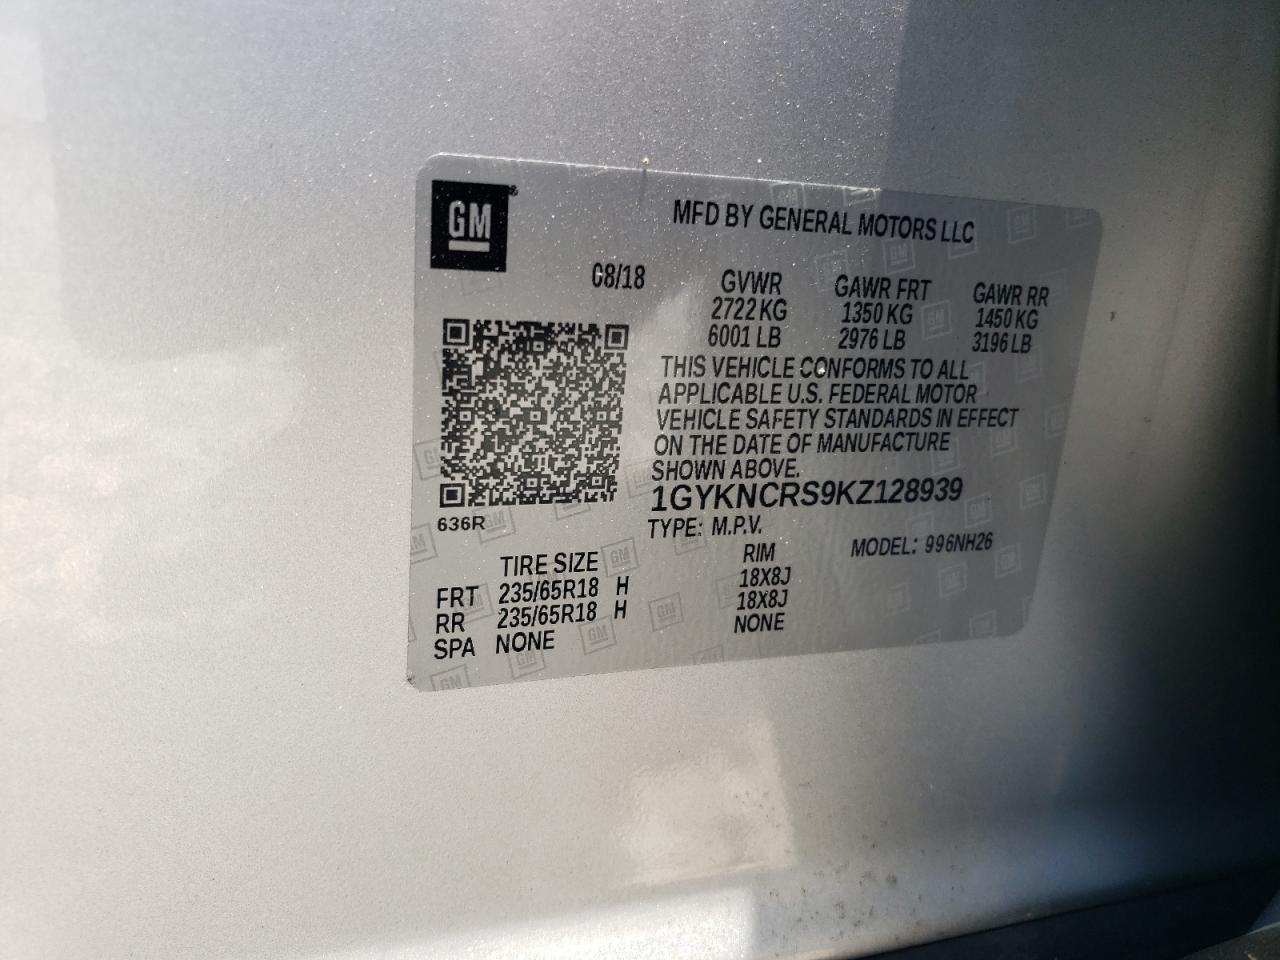 GM
MFD BY GENERAL MOTORS LLC
08/18 GVWR GAWR FRT GAWR RR
2722 KG 1350 KG 1450 KG
6001 LB 2976 LB 3196 LB
THIS VEHICLE CONFORMS TO ALL
APPLICABLE U.S. FEDERAL MOTOR
VEHICLE SAFETY STANDARDS IN EFFECT
ON THE DATE OF MANUFACTURE
SHOWN ABOVE.
1GYKNCRS9KZ128939
636R
TYPE: M.P.V. MODEL: 996NH26
TIRE SIZE RIM
FRT 235/65R18 H 18X8J
RR 235/65R18 H 18X8J
SPA NONE NONE